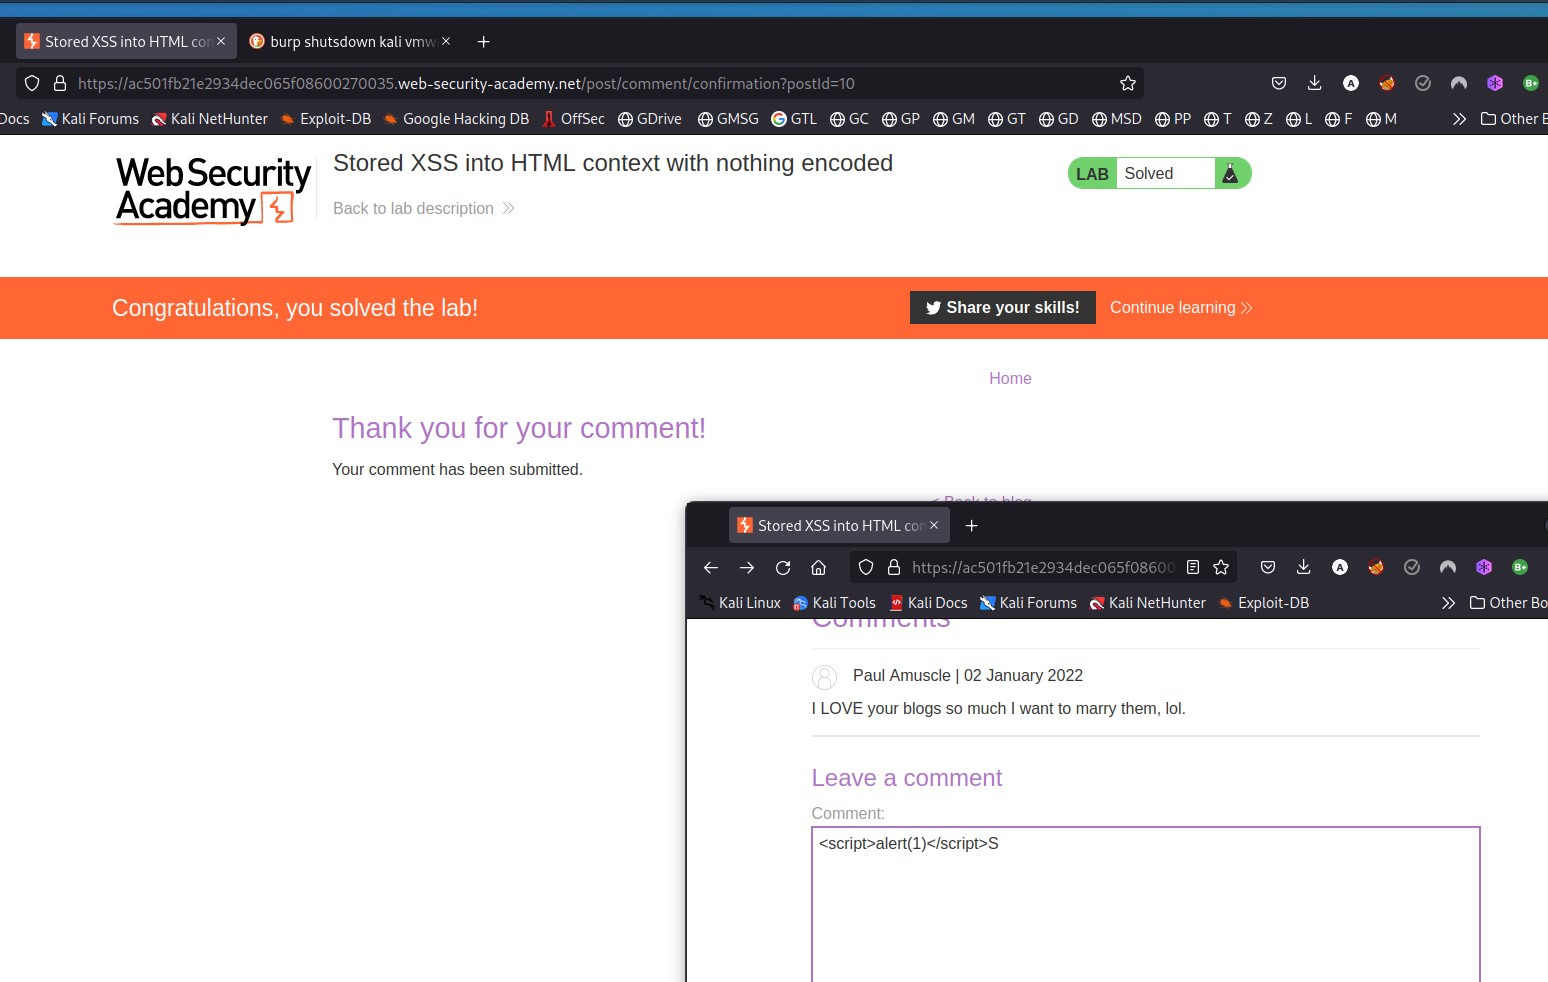 Stored XSS into HTML con
burp shutsdown kali vmw
https://ac501fb21e2934dec065f08600270035.web-security-academy.net/post/comment/confirmation?postId=10
Docs Kali Forums Kali NetHunter Exploit-DB Google Hacking DB OffSec GDrive GMSG GTL GC GP GM GT GD MSD PP T Z L F M Other B
Web Security
Academy
Stored XSS into HTML context with nothing encoded
Back to lab description
LAB Solved
Congratulations, you solved the lab!
Share your skills! Continue learning
Home
Thank you for your comment!
Your comment has been submitted.
< Back to blog
Stored XSS into HTML con
https://ac501fb21e2934dec065f08600
Kali Linux Kali Tools Kali Docs Kali Forums Kali NetHunter Exploit-DB Other Bo
Comments
Paul Amuscle | 02 January 2022
I LOVE your blogs so much I want to marry them, lol.
Leave a comment
Comment:
<script>alert(1)</script>S